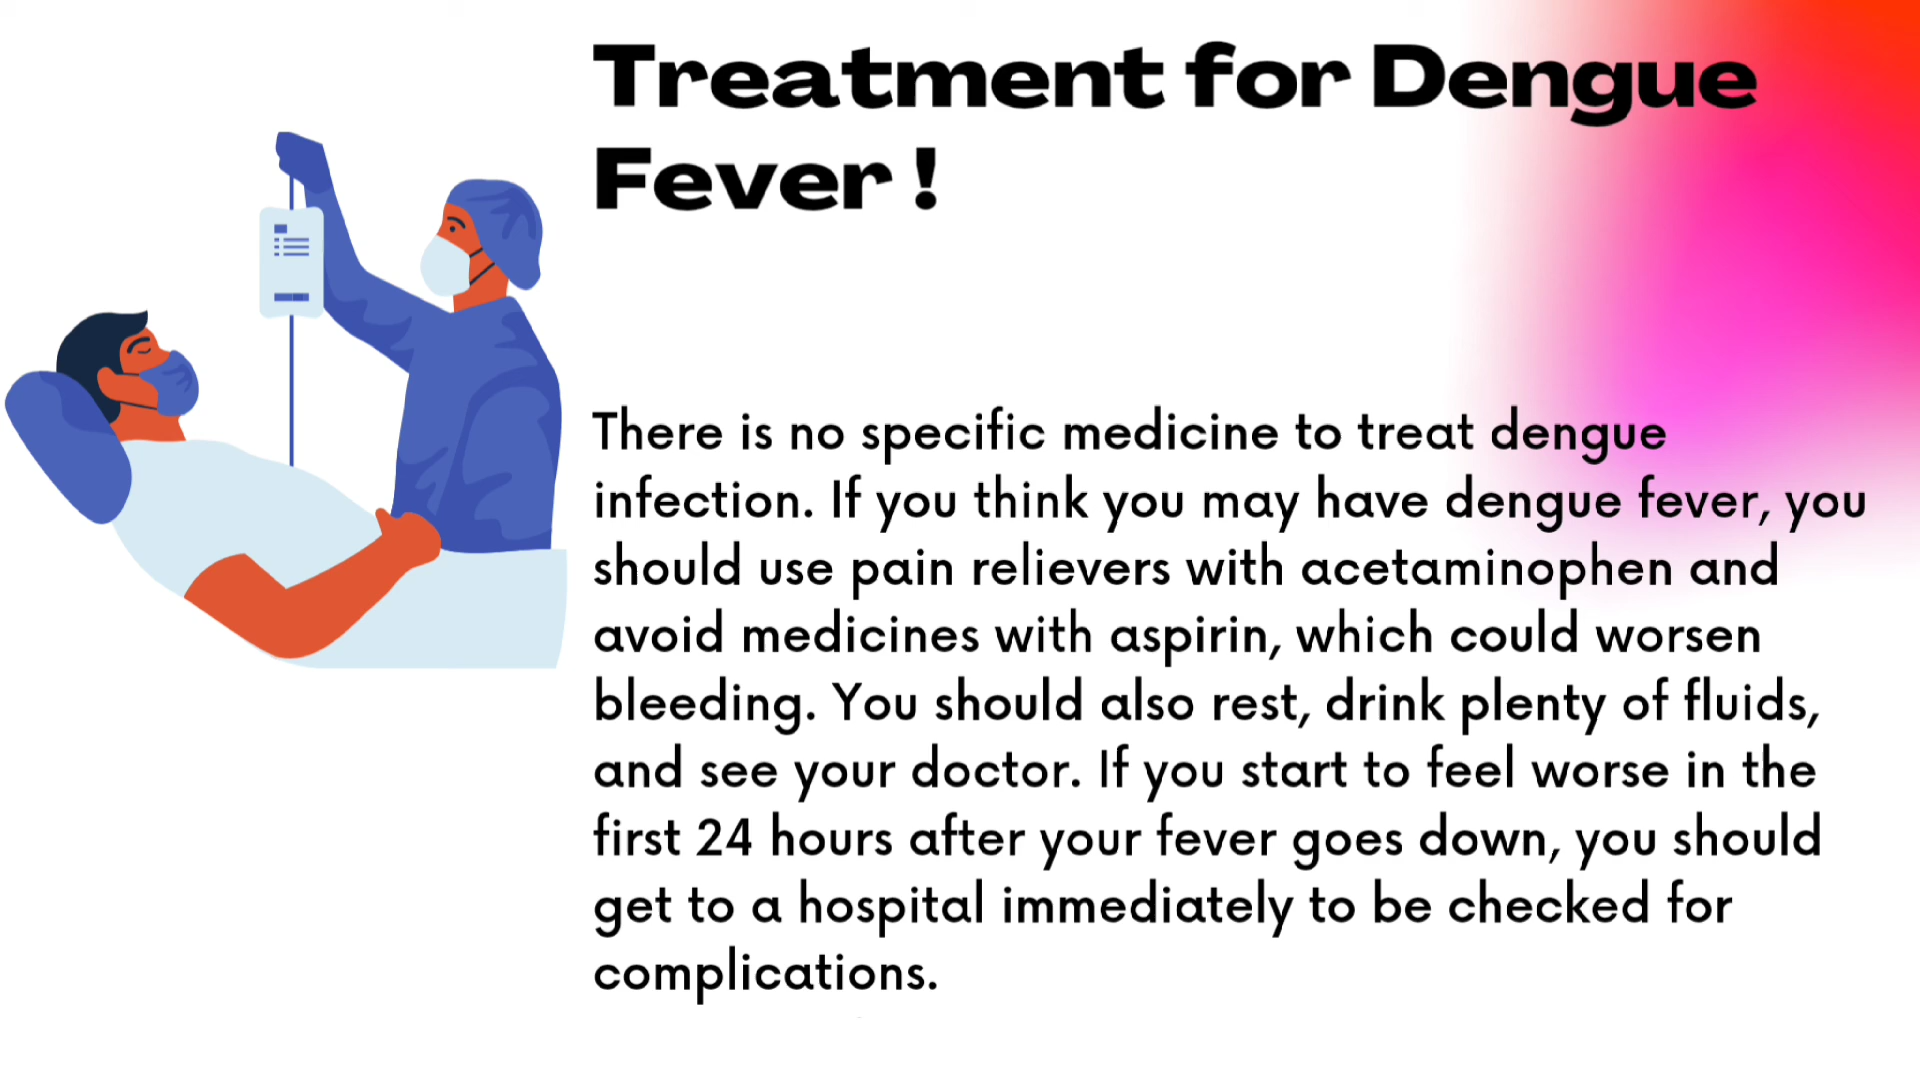 Treatment for Dengue
Fever !
There is no specific medicine to treat dengue
infection. If you think you may have dengue fever, you
should use pain relievers with acetaminophen and
avoid medicines with aspirin, which could worsen
bleeding. You should also rest, drink plenty of fluids,
and see your doctor. If you start to feel worse in the
first 24 hours after your fever goes down, you should
get to a hospital immediately to be checked for
complications.